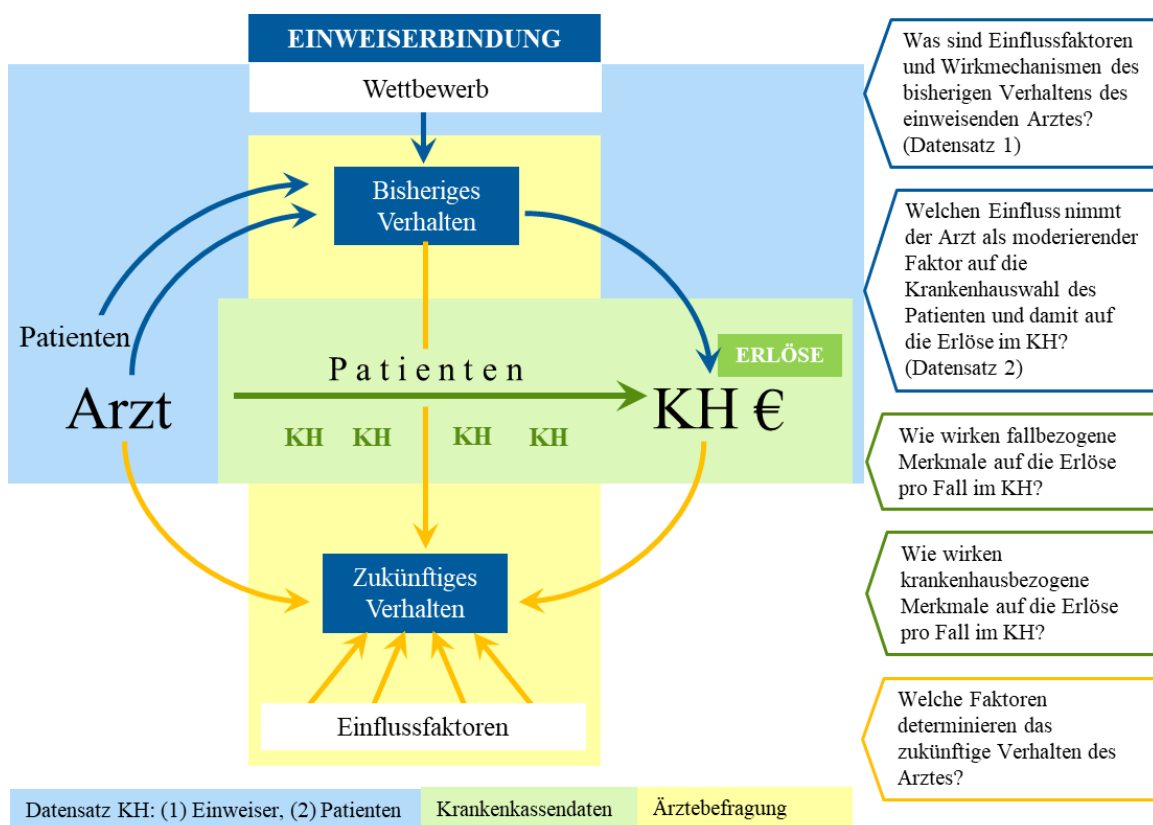 EINWEISERBINDUNG
Wettbewerb
Bisheriges
Verhalten
Patienten
Arzt
Patienten
ERLÖSE
KH €
KH KH KH KH
Zukünftiges
Verhalten
Einflussfaktoren
Was sind Einflussfaktoren
und Wirkmechanismen des
bisherigen Verhaltens des
einweisenden Arztes?
(Datensatz 1)
Welchen Einfluss nimmt
der Arzt als moderierender
Faktor auf die
Krankenhauswahl des
Patienten und damit auf
die Erlöse im KH?
(Datensatz 2)
Wie wirken fallbezogene
Merkmale auf die Erlöse
pro Fall im KH?
Wie wirken
krankenhausbezogene
Merkmale auf die Erlöse
pro Fall im KH?
Welche Faktoren
determinieren das
zukünftige Verhalten des
Arztes?
Datensatz KH: (1) Einweiser, (2) Patienten
Krankenkassendaten
Ärztebefragung